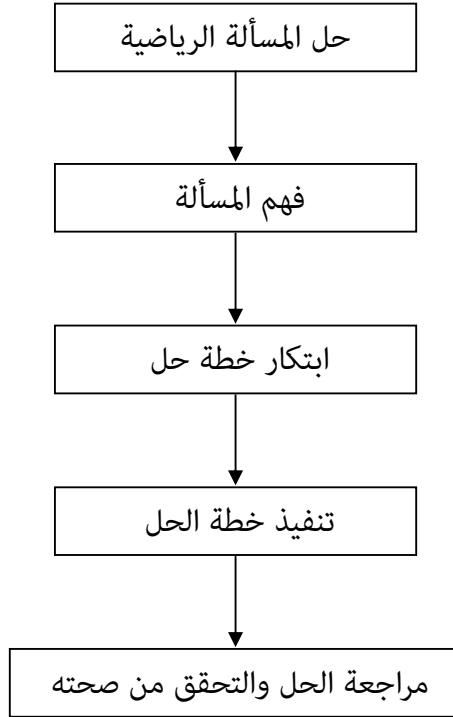 حل المسألة الرياضية
فهم المسألة
ابتكار خطة حل
تنفيذ خطة الحل
مراجعة الحل والتحقق من صحته